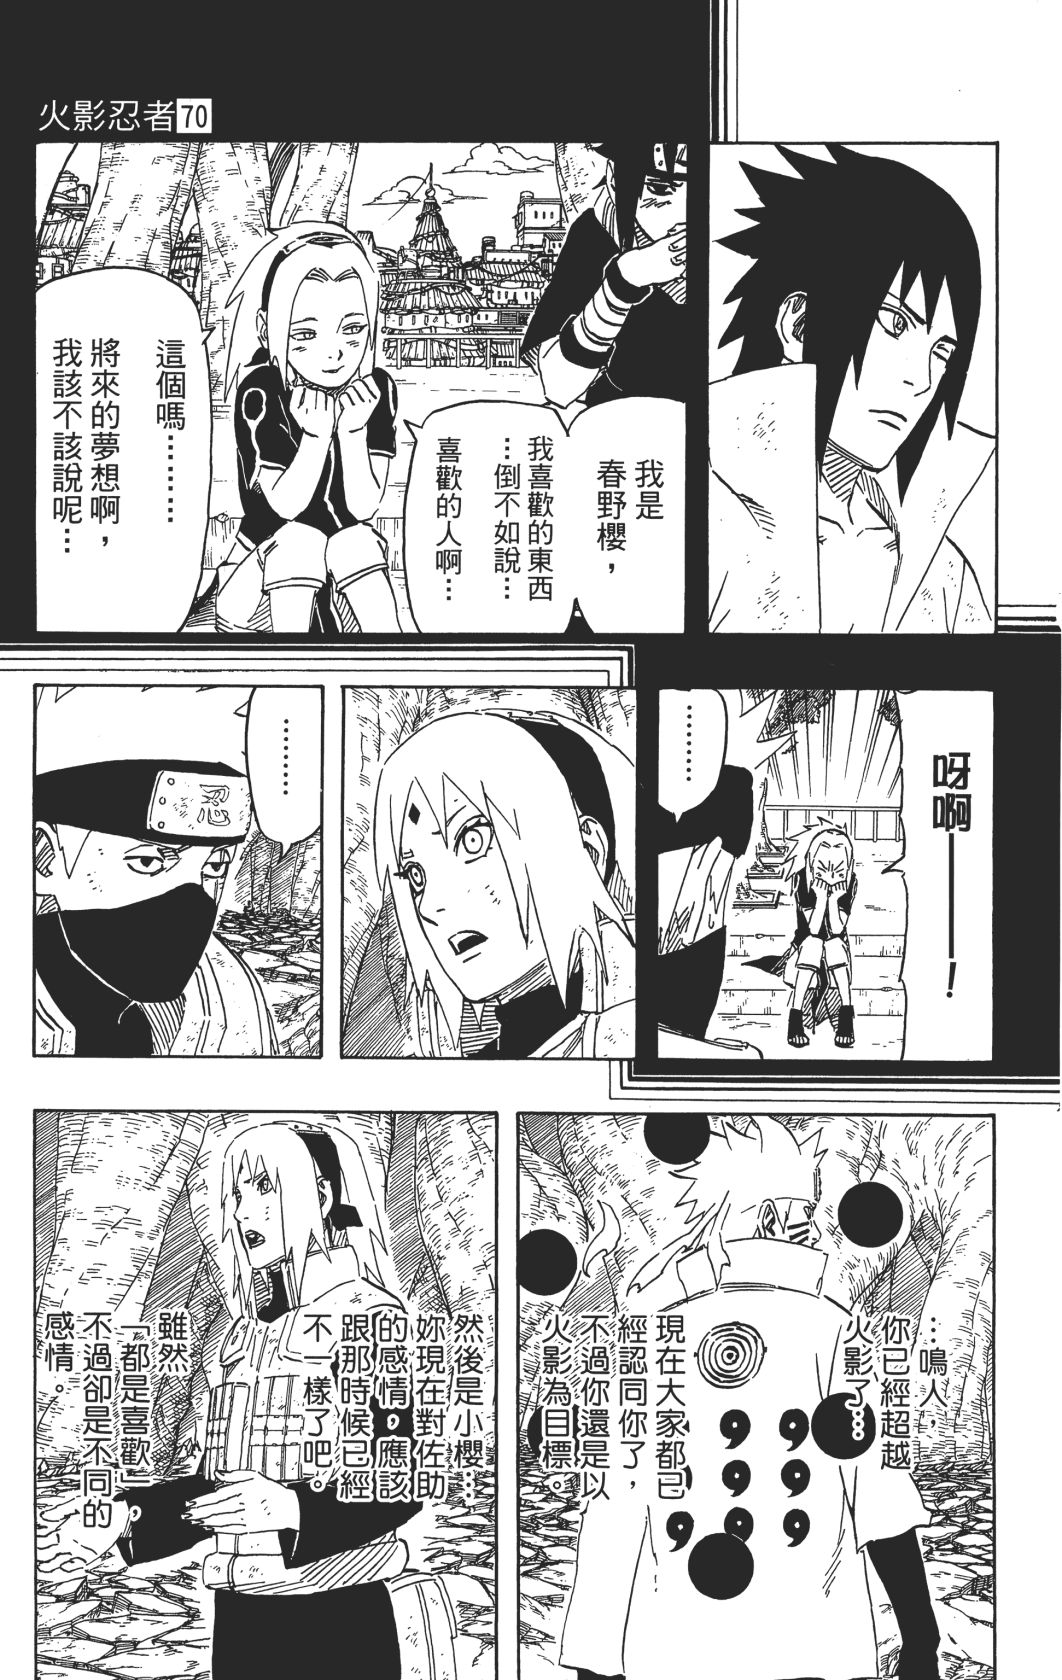 火影忍者70
我是
春野櫻，
我喜歡的東西
…倒不如說…
喜歡的人啊…
這個嗎………
將來的夢想啊，
我該不該說呢…
呀啊——！
………
………
…鳴人，
你已經超越
火影了…
現在大家都已
經認同你了，
不過你還是以
火影為目標。
然後是小櫻…
妳現在對佐助
的感情，應該
跟那時候已經
不一樣了吧。
雖然
「都是喜歡」，
不過卻是不同的
感情。
忍